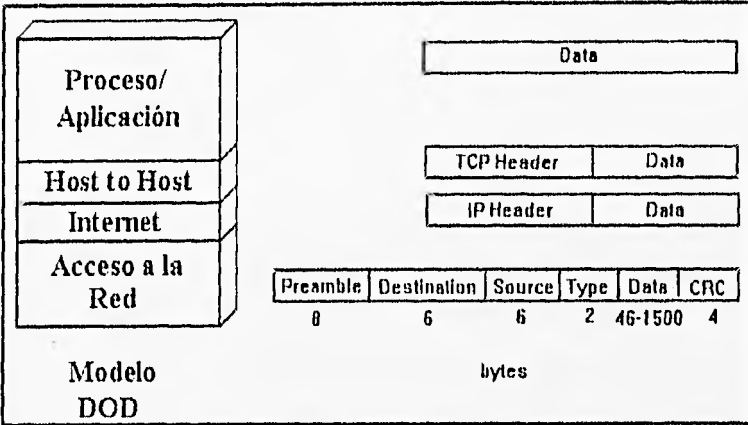 Proceso/
Aplicación
Data
Host to Host
TCP Header Data
Internet
IP Header Data
Acceso a la
Red
Preamble Destination Source Type Data CRC
8 6 6 2 46-1500 4
Modelo
DOD
bytes